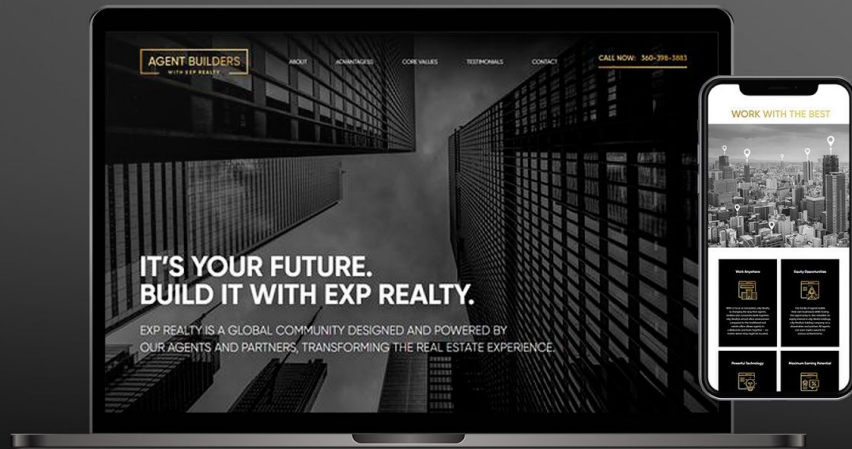 AGENT BUILDERS
WITH EXP REALTY
ABOUT
ADVANTAGESS
CORE VALUES
TESTIMONIALS
CONTACT
CALL NOW: 360-398-3883
IT'S YOUR FUTURE.
BUILD IT WITH EXP REALTY.
EXP REALTY IS A GLOBAL COMMUNITY DESIGNED AND POWERED BY
OUR AGENTS AND PARTNERS, TRANSFORMING THE REAL ESTATE EXPERIENCE.
WORK WITH THE BEST
Work Anywhere
Equity Opportunities
Powerful Technology
Maximum Earning Potential